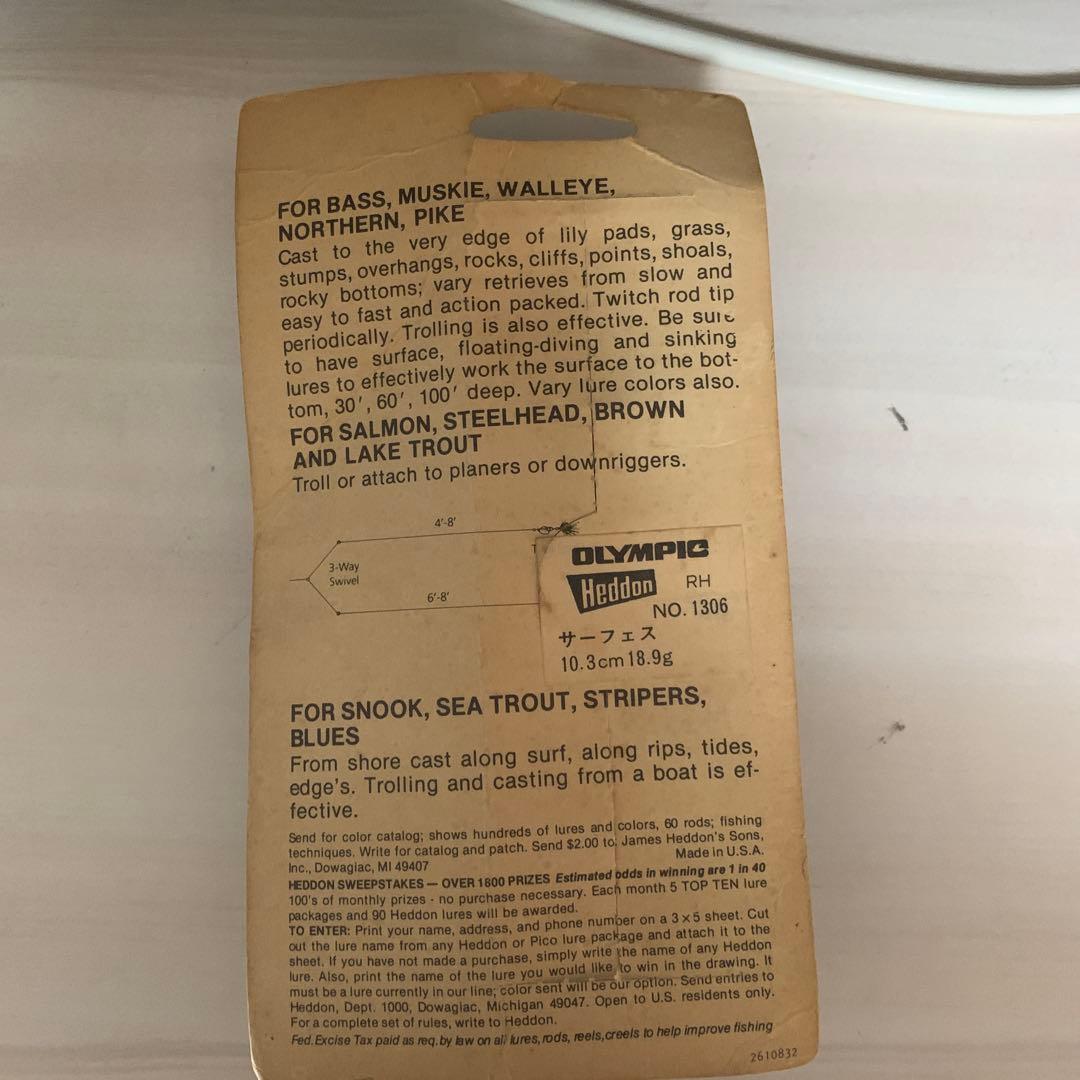 FOR BASS, MUSKIE, WALLEYE,
NORTHERN, PIKE
Cast to the very edge of lily pads, grass,
stumps, overhangs, rocks, cliffs, points, shoals,
rocky bottoms; vary retrieves from slow and
easy to fast and action packed. Twitch rod tip
periodically. Trolling is also effective. Be sure
to have surface, floating-diving and sinking
lures to effectively work the surface to the bot-
tom, 30', 60', 100' deep. Vary lure colors also.
FOR SALMON, STEELHEAD, BROWN
AND LAKE TROUT
Troll or attach to planers or downriggers.
4'-8'
3-Way
Swivel
6'-8'
OLYMPIC
Heddon RH
NO. 1306
サーフェス
10.3cm 18.9g
FOR SNOOK, SEA TROUT, STRIPERS,
BLUES
From shore cast along surf, along rips, tides,
edge's. Trolling and casting from a boat is ef-
fective.
Send for color catalog; shows hundreds of lures and colors, 60 rods; fishing
techniques. Write for catalog and patch. Send $2.00 to: James Heddon's Sons,
Inc., Dowagiac, MI 49407 Made in U.S.A.
HEDDON SWEEPSTAKES — OVER 1800 PRIZES Estimated odds in winning are 1 in 40
100's of monthly prizes - no purchase necessary. Each month 5 TOP TEN lure
packages and 90 Heddon lures will be awarded.
TO ENTER: Print your name, address, and phone number on a 3 x 5 sheet. Cut
out the lure name from any Heddon or Pico lure package and attach it to the
sheet. If you have not made a purchase, simply write the name of any Heddon
lure. Also, print the name of the lure you would like to win in the drawing. It
must be a lure currently in our line; color sent will be our option. Send entries to
Heddon, Dept. 1000, Dowagiac, Michigan 49047. Open to U.S. residents only.
For a complete set of rules, write to Heddon.
Fed. Excise Tax paid as req. by law on all lures, rods, reels, creels to help improve fishing
2610832